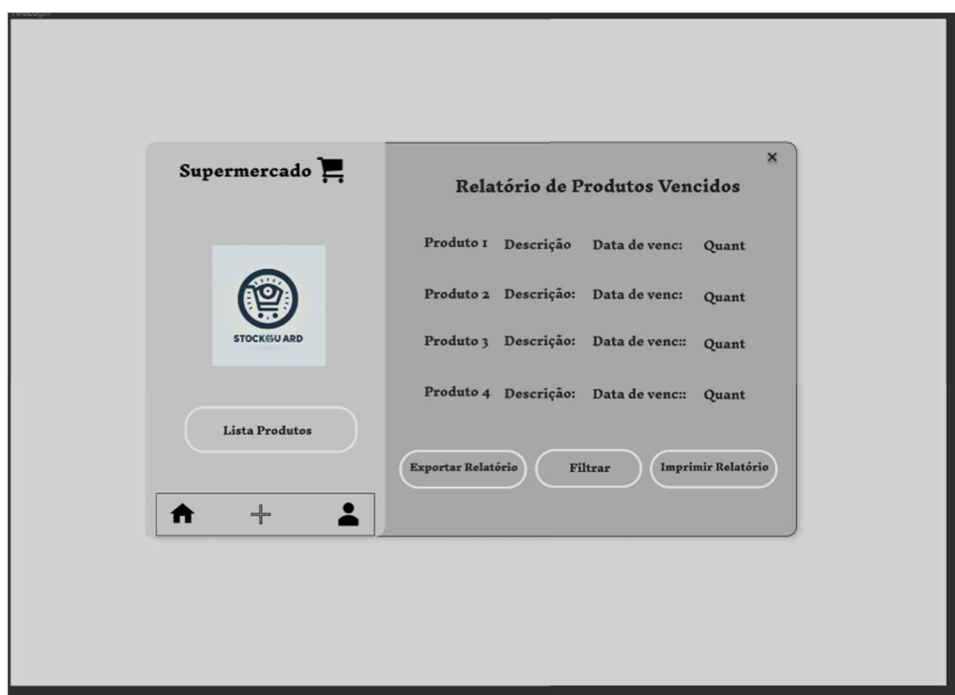 Supermercado
STOCKGUARD
Lista Produtos
Relatório de Produtos Vencidos
Produto 1 Descrição Data de venc: Quant
Produto 2 Descrição: Data de venc: Quant
Produto 3 Descrição: Data de venc:: Quant
Produto 4 Descrição: Data de venc:: Quant
Exportar Relatório Filtrar Imprimir Relatório